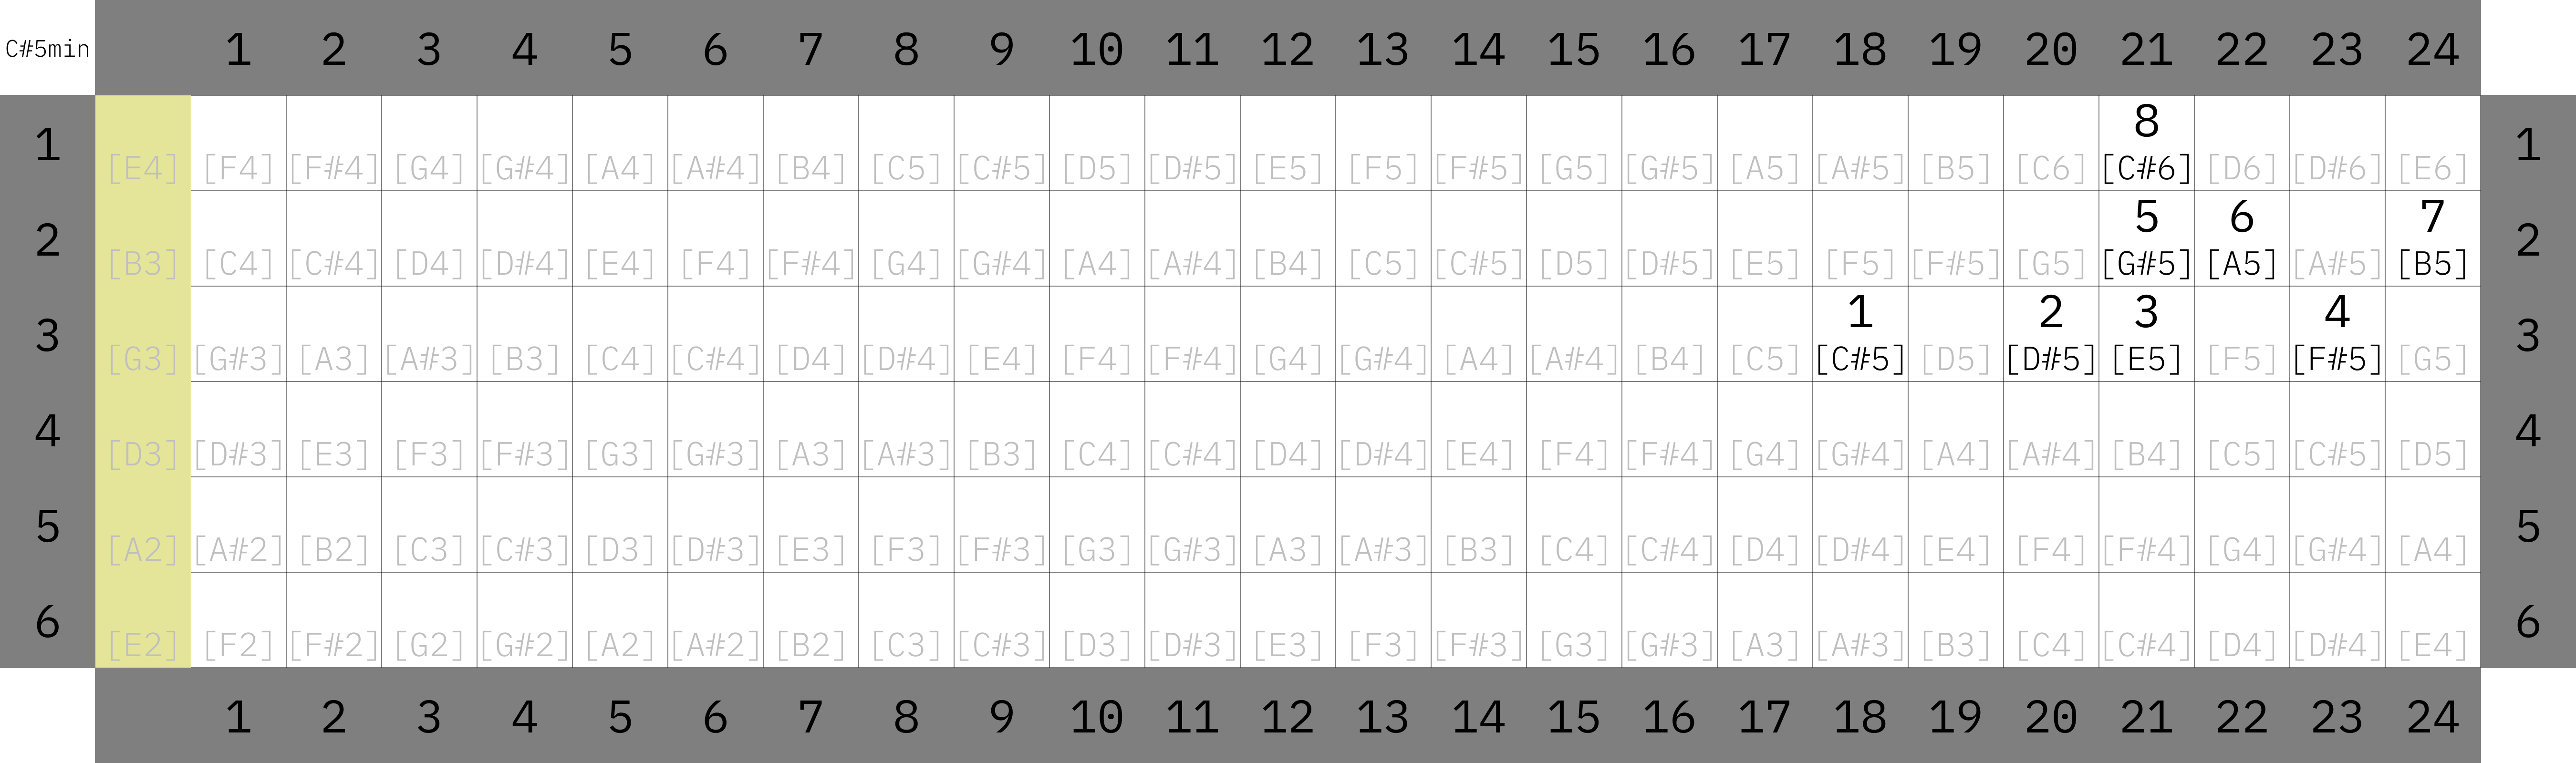 C#5min 1 2 3 4 5 6 7 8 9 10 11 12 13 14 15 16 17 18 19 20 21 22 23 24
8
1 [E4] [F4] [F#4] [G4] [G#4] [A4] [A#4] [B4] [C5] [C#5] [D5] [D#5] [E5] [F5] [F#5] [G5] [G#5] [A5] [A#5] [B5] [C6] [C#6] [D6] [D#6] [E6] 1
5 6 7
2 [B3] [C4] [C#4] [D4] [D#4] [E4] [F4] [F#4] [G4] [G#4] [A4] [A#4] [B4] [C5] [C#5] [D5] [D#5] [E5] [F5] [F#5] [G5] [G#5] [A5] [A#5] [B5] 2
1 2 3 4
3 [G3] [G#3] [A3] [A#3] [B3] [C4] [C#4] [D4] [D#4] [E4] [F4] [F#4] [G4] [G#4] [A4] [A#4] [B4] [C5] [C#5] [D5] [D#5] [E5] [F5] [F#5] [G5] 3
4 [D3] [D#3] [E3] [F3] [F#3] [G3] [G#3] [A3] [A#3] [B3] [C4] [C#4] [D4] [D#4] [E4] [F4] [F#4] [G4] [G#4] [A4] [A#4] [B4] [C5] [C#5] [D5] 4
5 [A2] [A#2] [B2] [C3] [C#3] [D3] [D#3] [E3] [F3] [F#3] [G3] [G#3] [A3] [A#3] [B3] [C4] [C#4] [D4] [D#4] [E4] [F4] [F#4] [G4] [G#4] [A4] 5
6 [E2] [F2] [F#2] [G2] [G#2] [A2] [A#2] [B2] [C3] [C#3] [D3] [D#3] [E3] [F3] [F#3] [G3] [G#3] [A3] [A#3] [B3] [C4] [C#4] [D4] [D#4] [E4] 6
1 2 3 4 5 6 7 8 9 10 11 12 13 14 15 16 17 18 19 20 21 22 23 24